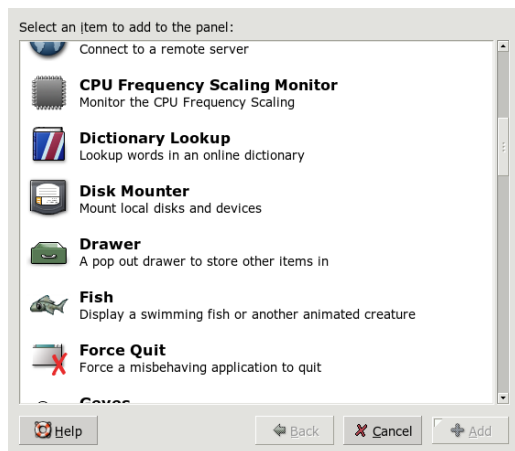 Select an item to add to the panel:
Connect to a remote server
CPU Frequency Scaling Monitor
Monitor the CPU Frequency Scaling
Dictionary Lookup
Lookup words in an online dictionary
Disk Mounter
Mount local disks and devices
Drawer
A pop out drawer to store other items in
Fish
Display a swimming fish or another animated creature
Force Quit
Force a misbehaving application to quit
Help
Back
Cancel
Add